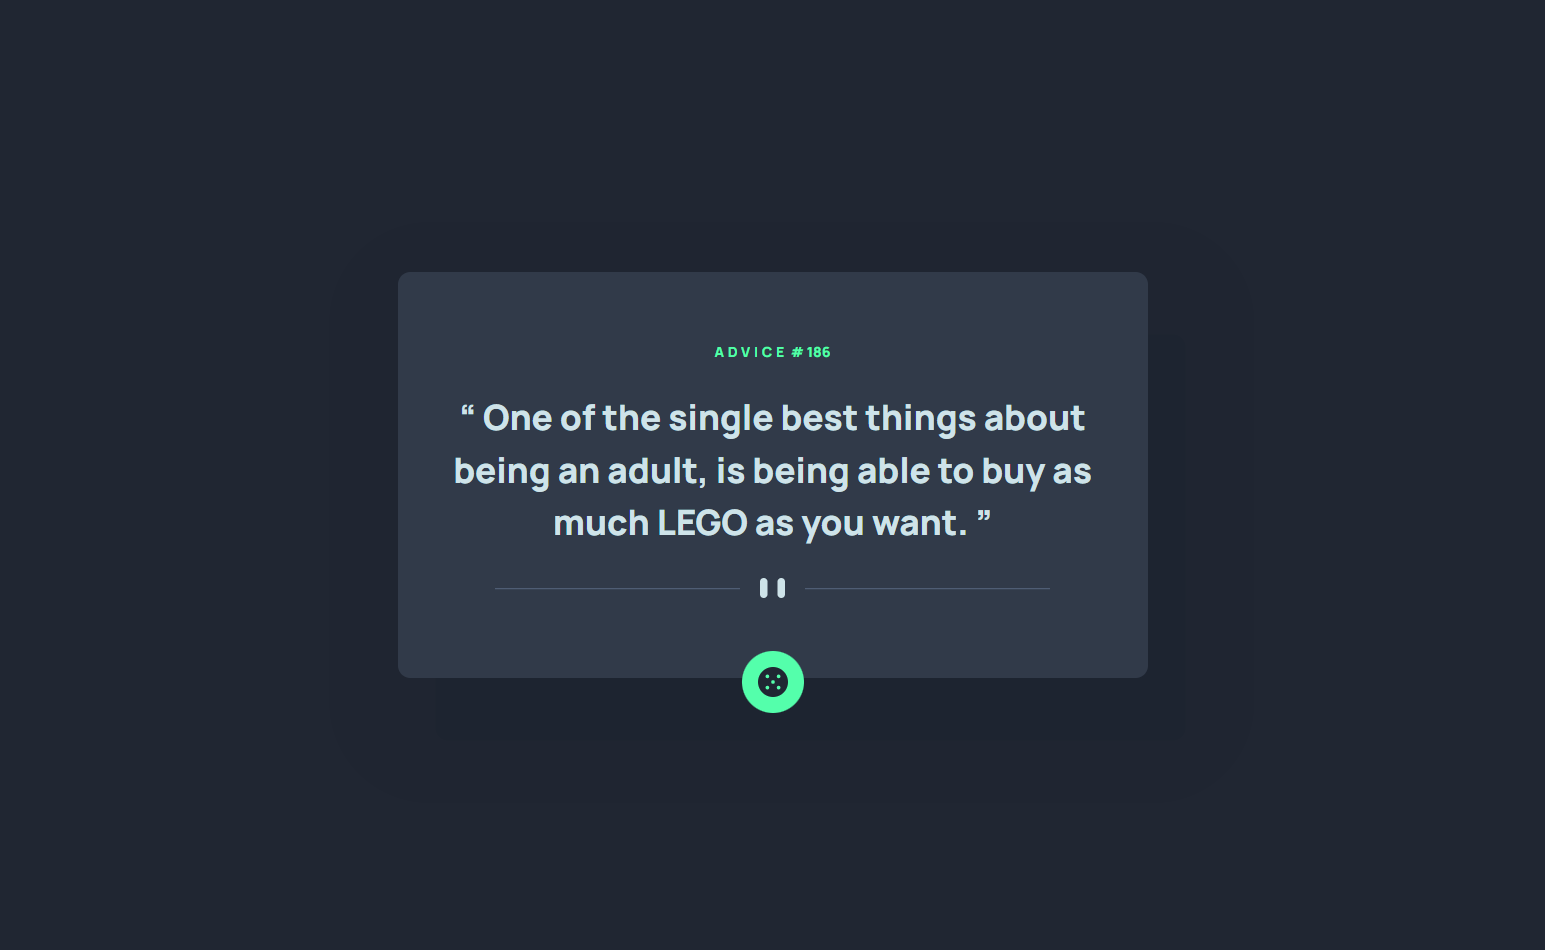 ADVICE #186
“ One of the single best things about
being an adult, is being able to buy as
much LEGO as you want. ”